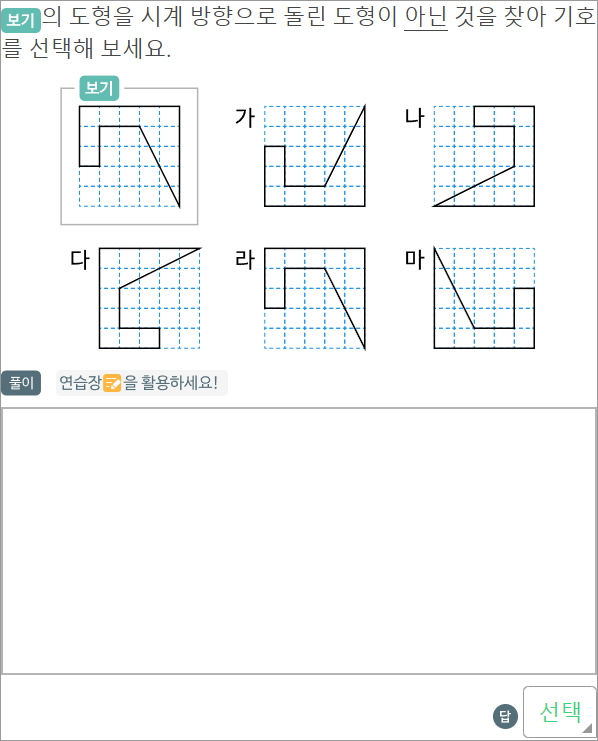 보기의 도형을 시계 방향으로 돌린 도형이 아닌 것을 찾아 기호
를 선택해 보세요.
보기
가
나
다
라
마
풀이 연습장을 활용하세요!
답 선택